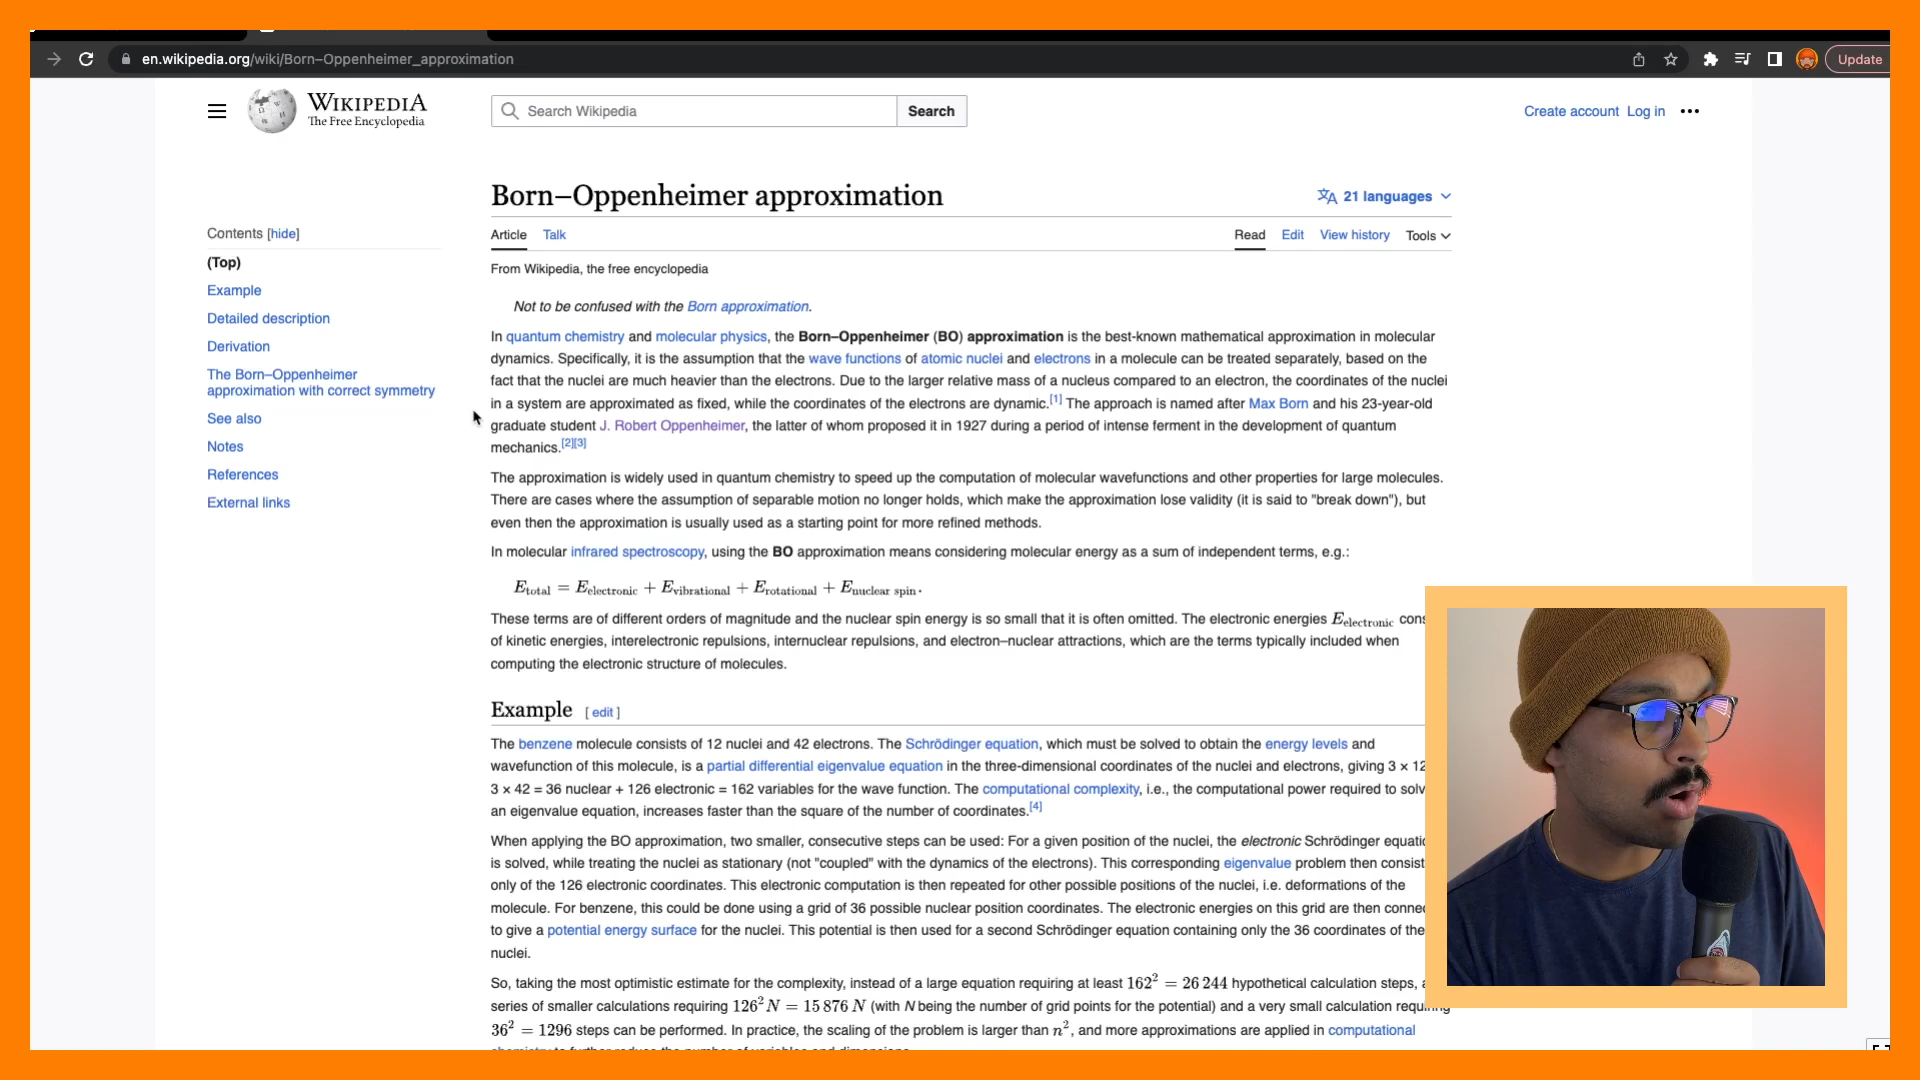 en.wikipedia.org/wiki/Born–Oppenheimer_approximation
Update
WIKIPEDIA
The Free Encyclopedia
Search Wikipedia
Search
Create account Log in
Born–Oppenheimer approximation
21 languages
Contents [hide]
(Top)
Example
Detailed description
Derivation
The Born–Oppenheimer
approximation with correct symmetry
See also
Notes
References
External links
Article Talk
Read Edit View history Tools
From Wikipedia, the free encyclopedia
Not to be confused with the Born approximation.
In quantum chemistry and molecular physics, the Born–Oppenheimer (BO) approximation is the best-known mathematical approximation in molecular
dynamics. Specifically, it is the assumption that the wave functions of atomic nuclei and electrons in a molecule can be treated separately, based on the
fact that the nuclei are much heavier than the electrons. Due to the larger relative mass of a nucleus compared to an electron, the coordinates of the nuclei
in a system are approximated as fixed, while the coordinates of the electrons are dynamic.[1] The approach is named after Max Born and his 23-year-old
graduate student J. Robert Oppenheimer, the latter of whom proposed it in 1927 during a period of intense ferment in the development of quantum
mechanics.[2][3]
The approximation is widely used in quantum chemistry to speed up the computation of molecular wavefunctions and other properties for large molecules.
There are cases where the assumption of separable motion no longer holds, which make the approximation lose validity (it is said to "break down"), but
even then the approximation is usually used as a starting point for more refined methods.
In molecular infrared spectroscopy, using the BO approximation means considering molecular energy as a sum of independent terms, e.g.:
E_total = E_electronic + E_vibrational + E_rotational + E_nuclear spin.
These terms are of different orders of magnitude and the nuclear spin energy is so small that it is often omitted. The electronic energies E_electronic cons
of kinetic energies, interelectronic repulsions, internuclear repulsions, and electron–nuclear attractions, which are the terms typically included when
computing the electronic structure of molecules.
Example [ edit ]
The benzene molecule consists of 12 nuclei and 42 electrons. The Schrödinger equation, which must be solved to obtain the energy levels and
wavefunction of this molecule, is a partial differential eigenvalue equation in the three-dimensional coordinates of the nuclei and electrons, giving 3 × 12
3 × 42 = 36 nuclear + 126 electronic = 162 variables for the wave function. The computational complexity, i.e., the computational power required to solv
an eigenvalue equation, increases faster than the square of the number of coordinates.[4]
When applying the BO approximation, two smaller, consecutive steps can be used: For a given position of the nuclei, the electronic Schrödinger equatio
is solved, while treating the nuclei as stationary (not "coupled" with the dynamics of the electrons). This corresponding eigenvalue problem then consist
only of the 126 electronic coordinates. This electronic computation is then repeated for other possible positions of the nuclei, i.e. deformations of the
molecule. For benzene, this could be done using a grid of 36 possible nuclear position coordinates. The electronic energies on this grid are then connec
to give a potential energy surface for the nuclei. This potential is then used for a second Schrödinger equation containing only the 36 coordinates of the
nuclei.
So, taking the most optimistic estimate for the complexity, instead of a large equation requiring at least 162² = 26 244 hypothetical calculation steps, a
series of smaller calculations requiring 126²N = 15 876 N (with N being the number of grid points for the potential) and a very small calculation requiring
36² = 1296 steps can be performed. In practice, the scaling of the problem is larger than n², and more approximations are applied in computational